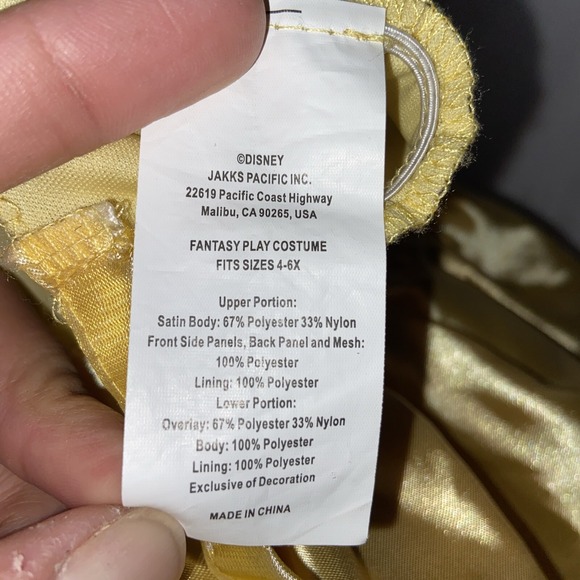 ©DISNEY
JAKKS PACIFIC INC.
22619 Pacific Coast Highway
Malibu, CA 90265, USA
FANTASY PLAY COSTUME
FITS SIZES 4-6X
Upper Portion:
Satin Body: 67% Polyester 33% Nylon
Front Side Panels, Back Panel and Mesh:
100% Polyester
Lining: 100% Polyester
Lower Portion:
Overlay: 67% Polyester 33% Nylon
Body: 100% Polyester
Lining: 100% Polyester
Exclusive of Decoration
MADE IN CHINA